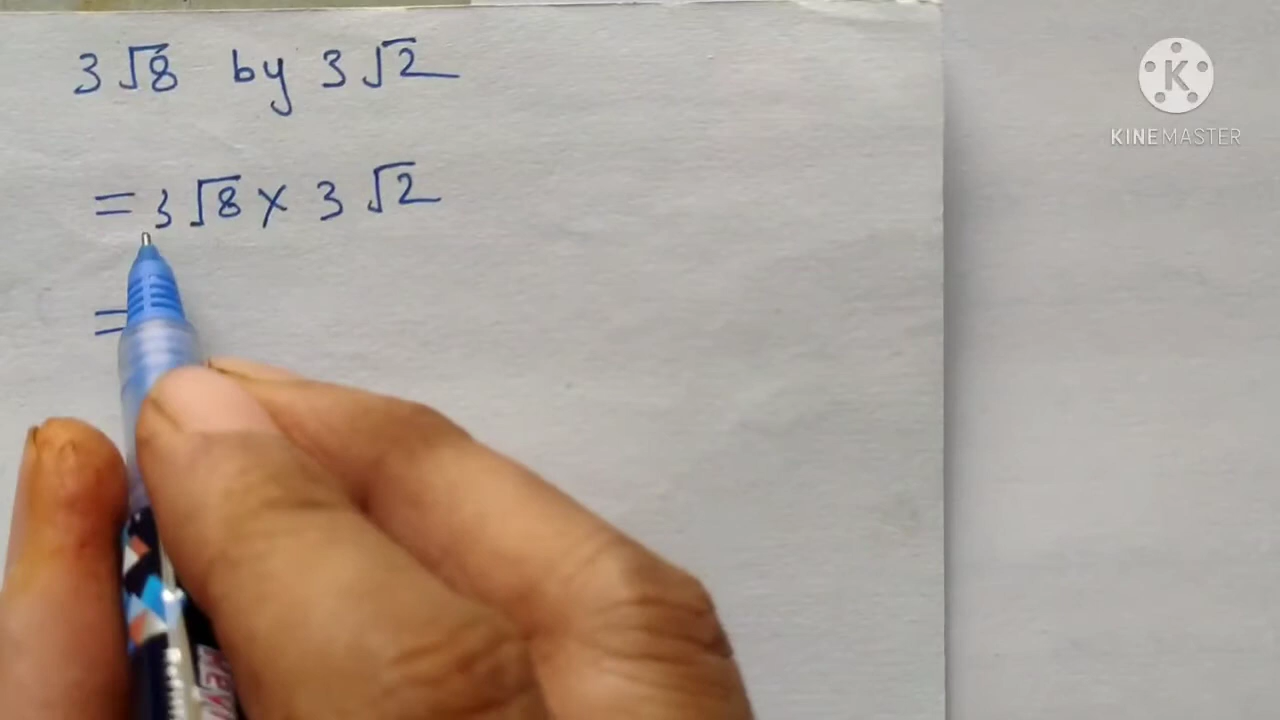 3√8 by 3√2
= 3√8 × 3√2
=
K
KINEMASTER